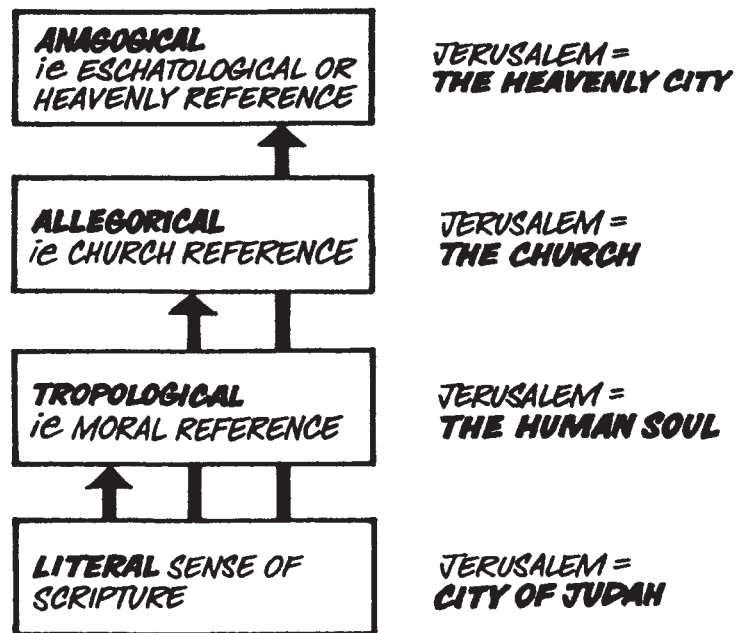 ANAGOGICAL
ie ESCHATOLOGICAL OR
HEAVENLY REFERENCE
JERUSALEM =
THE HEAVENLY CITY
ALLEGORICAL
ie CHURCH REFERENCE
JERUSALEM =
THE CHURCH
TROPOLOGICAL
ie MORAL REFERENCE
JERUSALEM =
THE HUMAN SOUL
LITERAL SENSE OF
SCRIPTURE
JERUSALEM =
CITY OF JUDAH